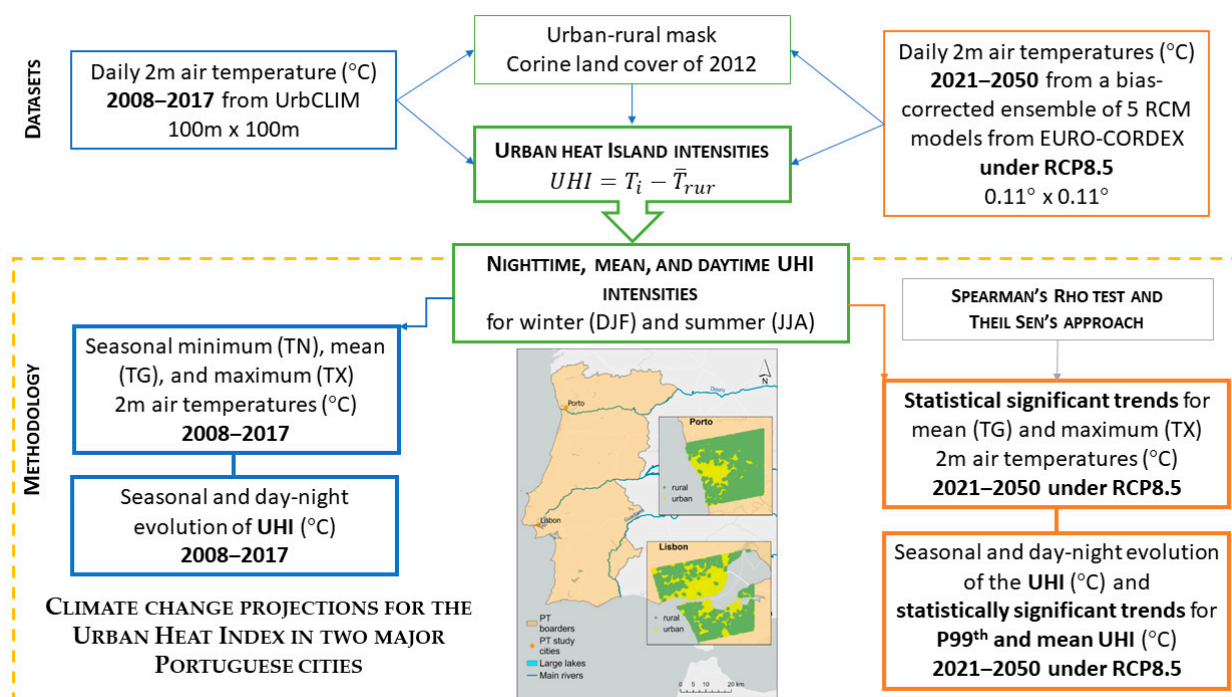 DATASETS
Daily 2m air temperature (°C)
2008–2017 from UrbCLIM
100m x 100m
Urban-rural mask
Corine land cover of 2012
URBAN HEAT ISLAND INTENSITIES
UHI = Tᵢ − T̄ᵣᵤᵣ
Daily 2m air temperatures (°C)
2021–2050 from a bias-
corrected ensemble of 5 RCM
models from EURO-CORDEX
under RCP8.5
0.11° x 0.11°
METHODOLOGY
NIGHTTIME, MEAN, AND DAYTIME UHI
INTENSITIES
for winter (DJF) and summer (JJA)
SPEARMAN'S RHO TEST AND
THEIL SEN'S APPROACH
Seasonal minimum (TN), mean
(TG), and maximum (TX)
2m air temperatures (°C)
2008–2017
Seasonal and day-night
evolution of UHI (°C)
2008–2017
CLIMATE CHANGE PROJECTIONS FOR THE
URBAN HEAT INDEX IN TWO MAJOR
PORTUGUESE CITIES
N
Douro
Porto
Porto
rural
urban
Lisbon
Lisbon
rural
urban
PT
boarders
PT study
cities
Large lakes
Main rivers
0 5 10 20 km
Statistical significant trends for
mean (TG) and maximum (TX)
2m air temperatures (°C)
2021–2050 under RCP8.5
Seasonal and day-night evolution
of the UHI (°C) and
statistically significant trends for
P99th and mean UHI (°C)
2021–2050 under RCP8.5